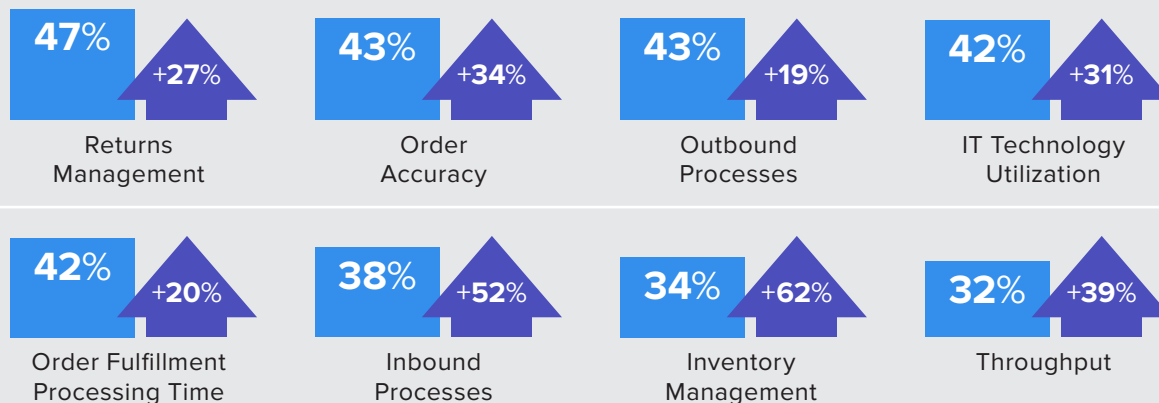 47%
+27%
Returns
Management
43%
+34%
Order
Accuracy
43%
+19%
Outbound
Processes
42%
+31%
IT Technology
Utilization
42%
+20%
Order Fulfillment
Processing Time
38%
+52%
Inbound
Processes
34%
+62%
Inventory
Management
32%
+39%
Throughput